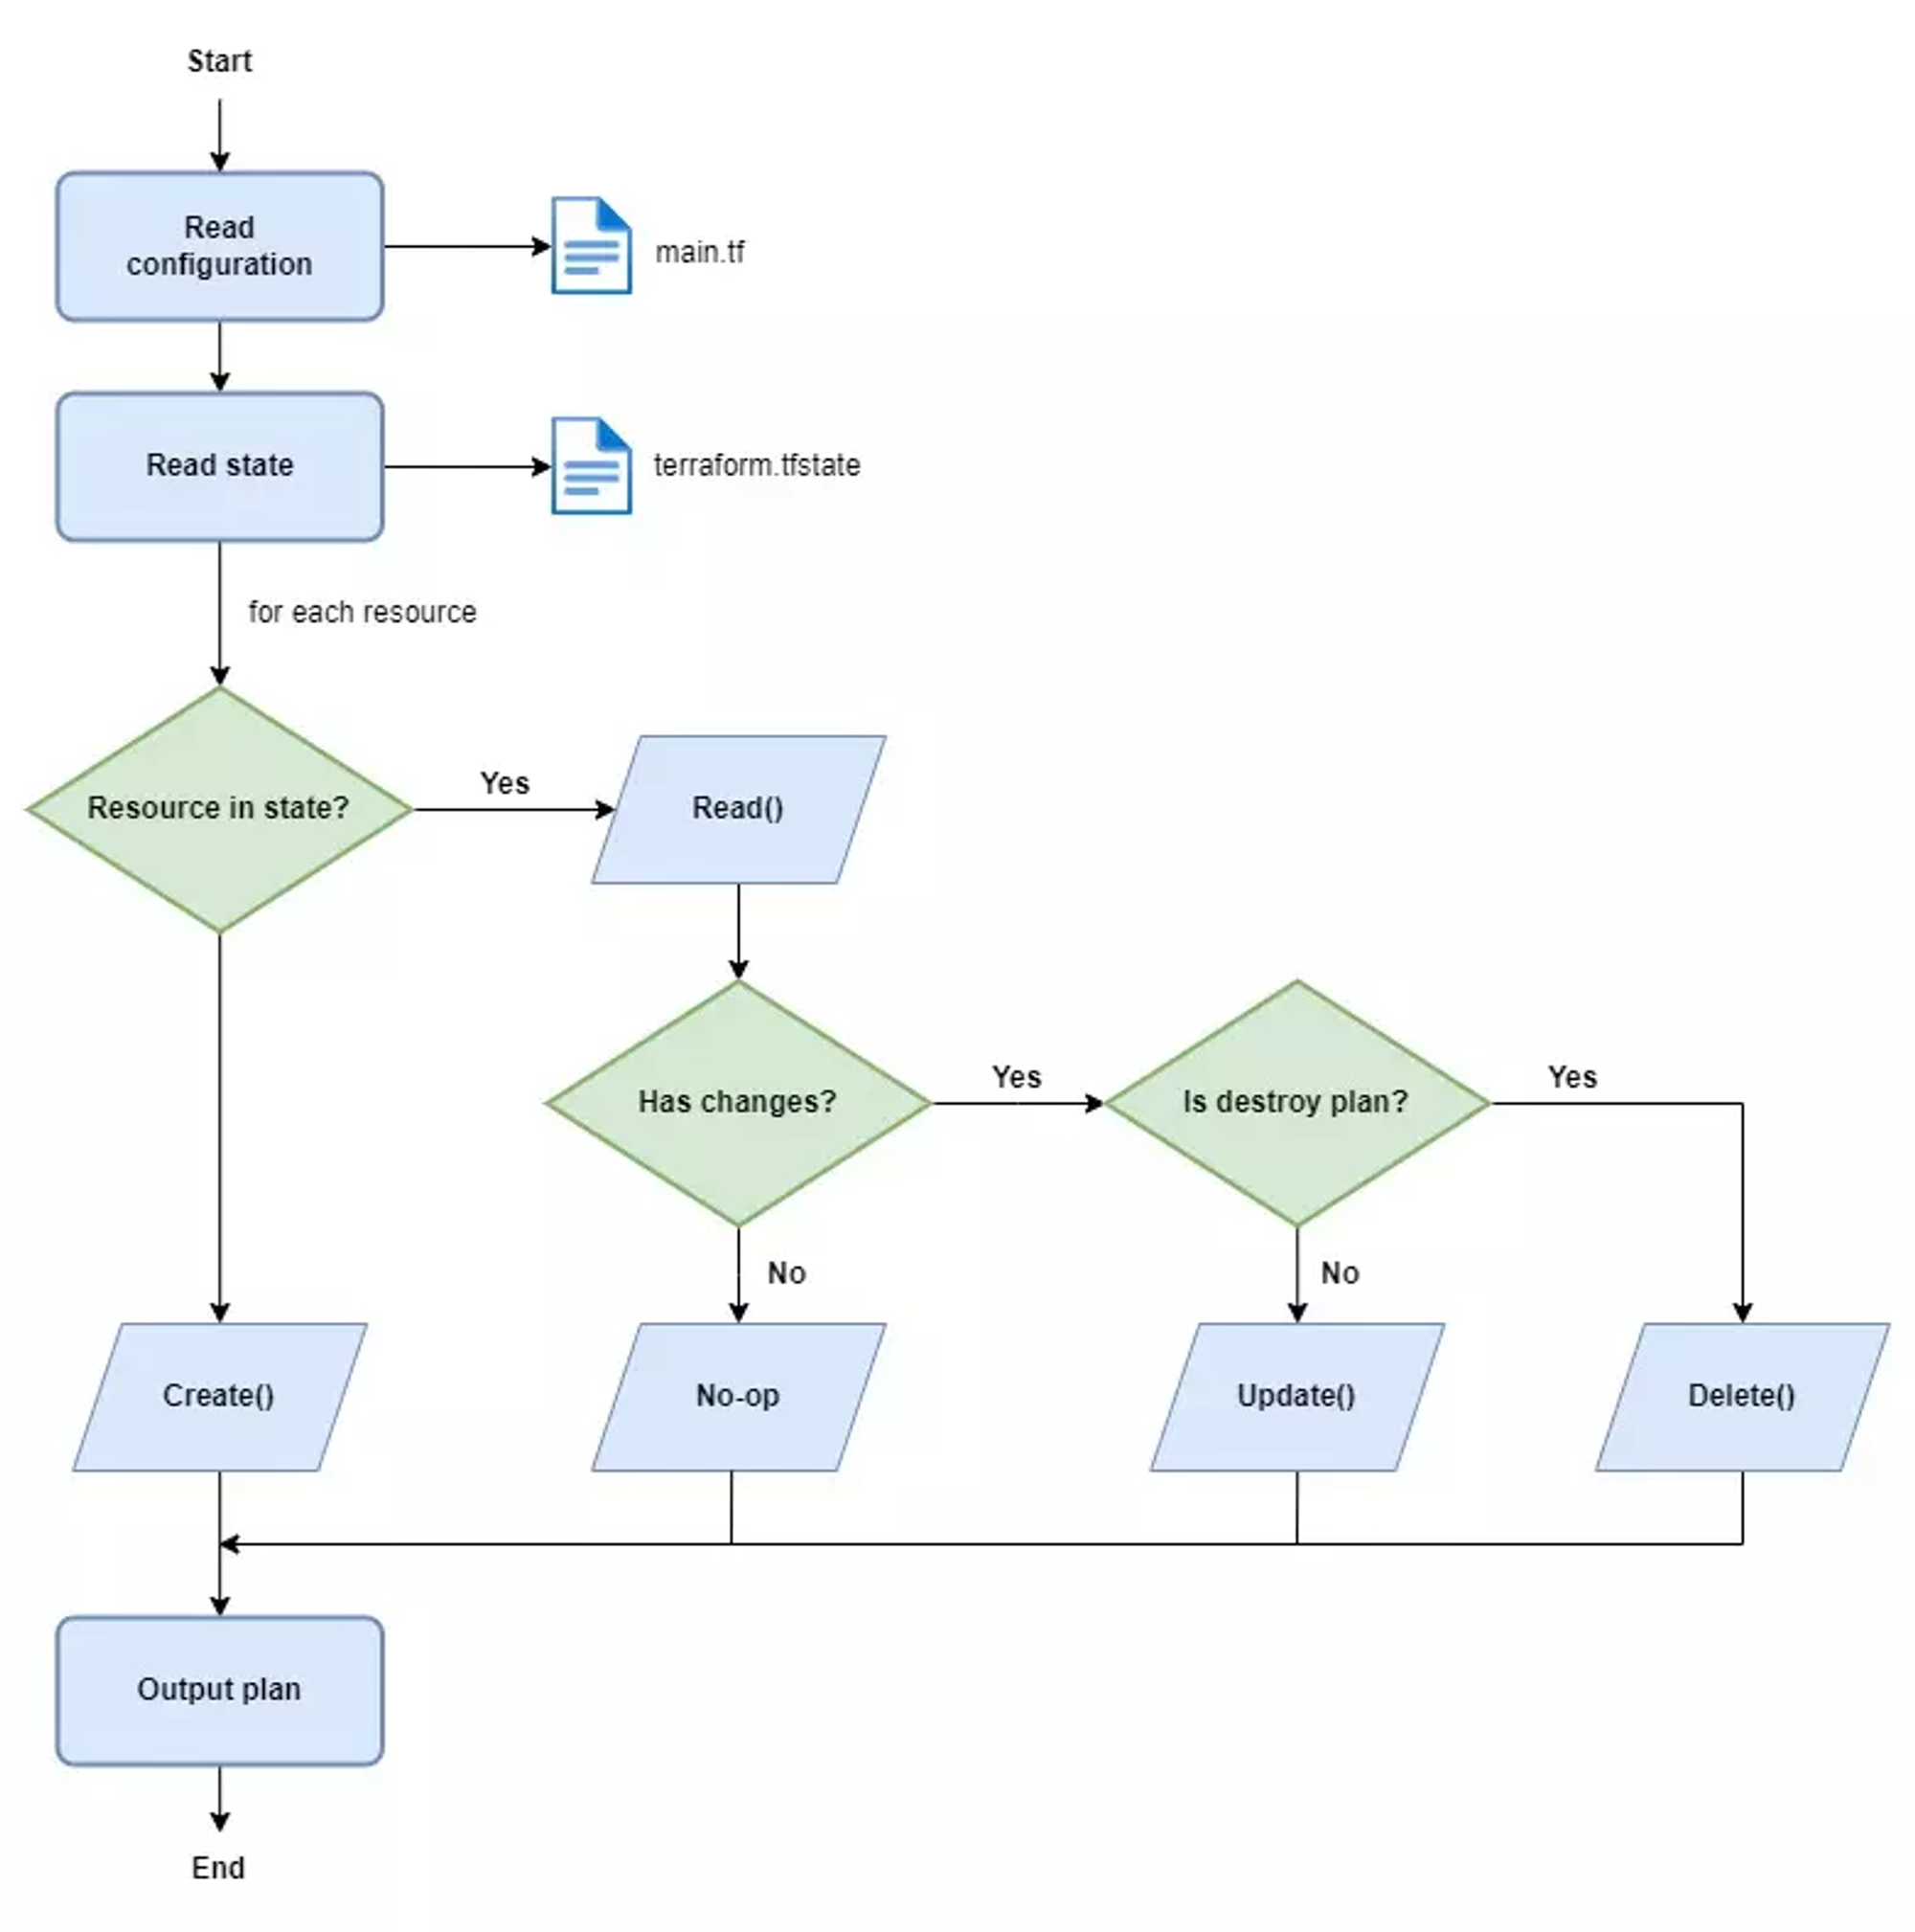 Start
Read
configuration
main.tf
Read state
terraform.tfstate
for each resource
Resource in state?
Yes
Read()
Has changes?
Yes
Is destroy plan?
Yes
No
No
Create()
No-op
Update()
Delete()
Output plan
End